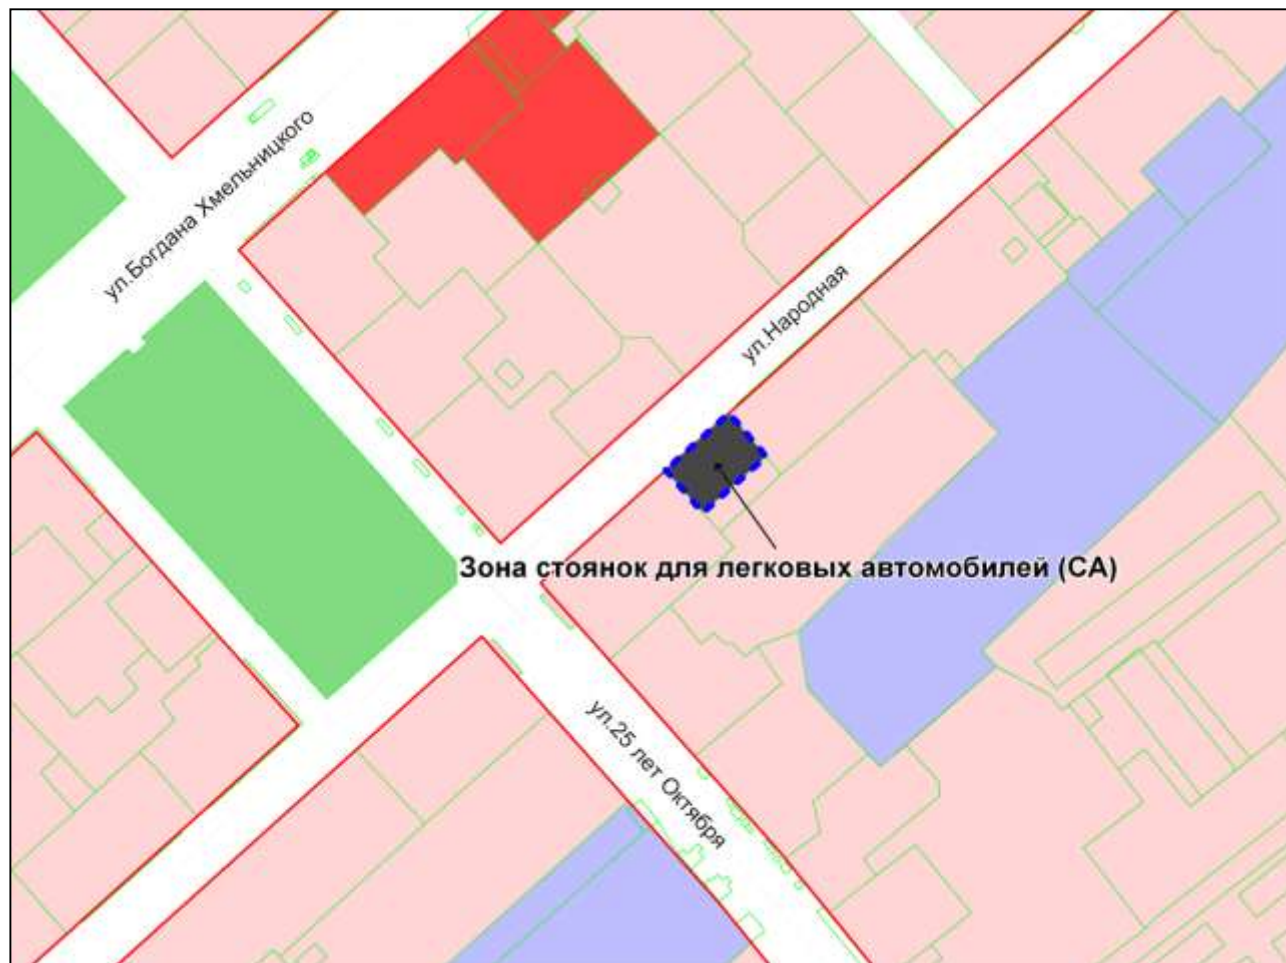 ул.Богдана Хмельницкого
ул.Народная
Зона стоянок для легковых автомобилей (СА)
ул.25 лет Октября